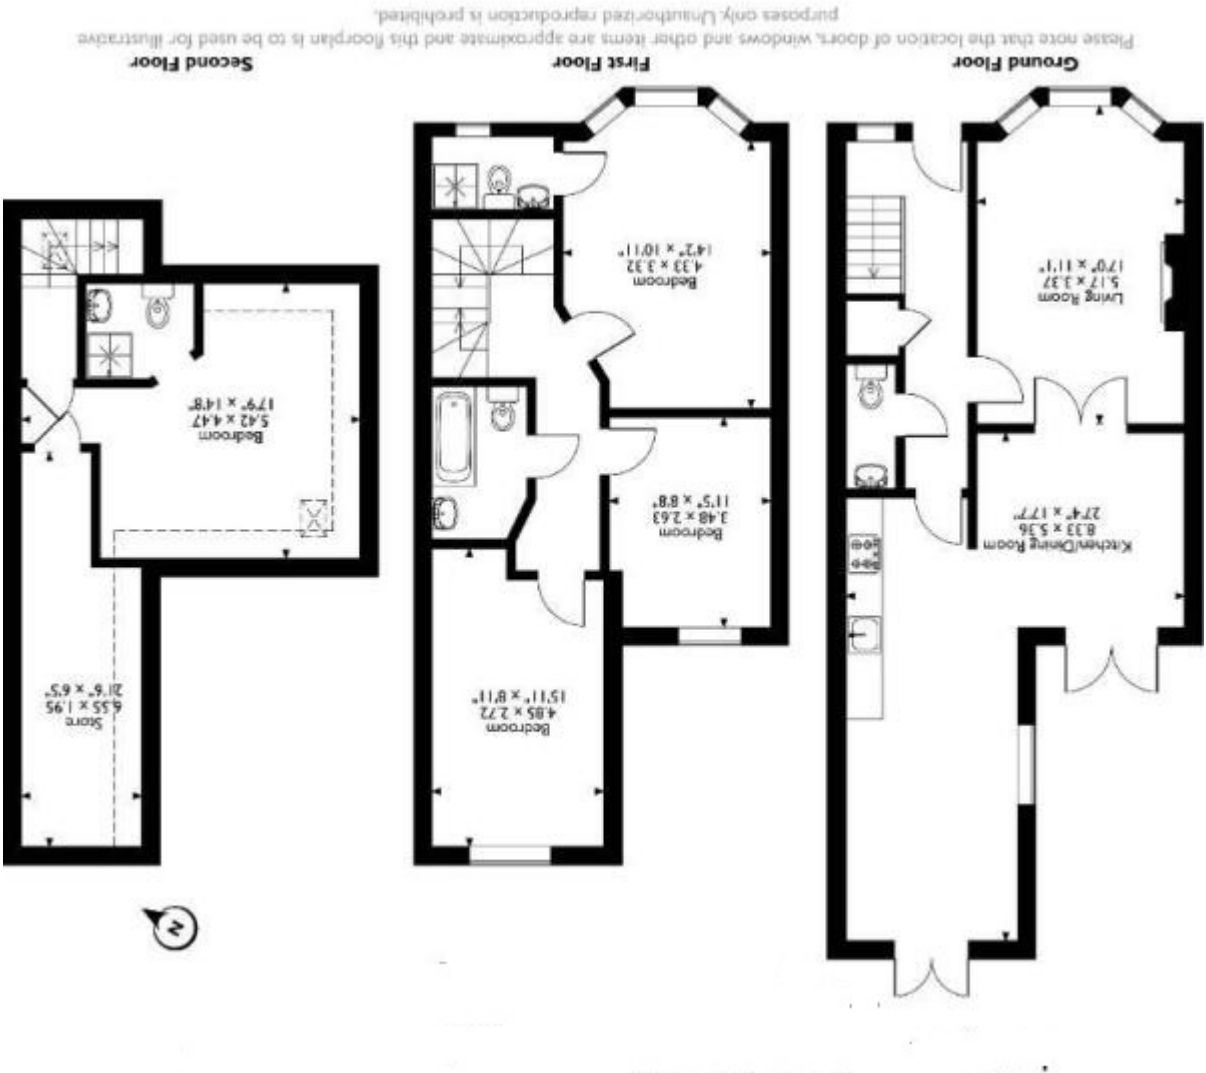 N
Store
6.55 x 1.95
21'6" x 6'5"
Bedroom
5.42 x 4.47
17'9" x 14'8"
Bedroom
4.85 x 2.72
15'11" x 8'11"
Bedroom
3.48 x 2.63
11'5" x 8'8"
Bedroom
4.33 x 3.32
14'2" x 10'11"
Kitchen/Dining Room
8.33 x 5.36
27'4" x 17'7"
Living Room
5.17 x 3.37
17'0" x 11'1"
Ground Floor
First Floor
Second Floor
Please note that the location of doors, windows and other items are approximate and this floorplan is to be used for illustrative
purposes only. Unauthorized reproduction is prohibited.